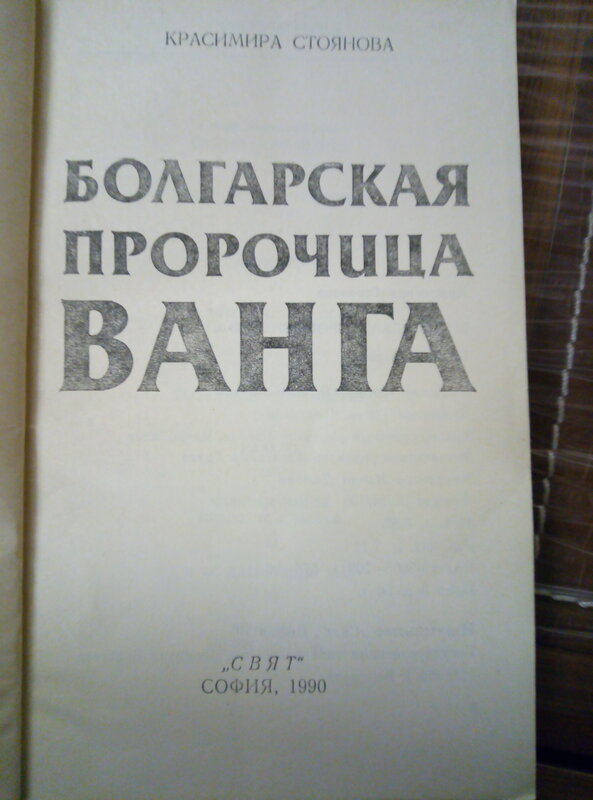 КРАСИМИРА СТОЯНОВА
БОЛГАРСКАЯ
ПРОРОЧИЦА
ВАНГА
„СВЯТ“
СОФИЯ, 1990